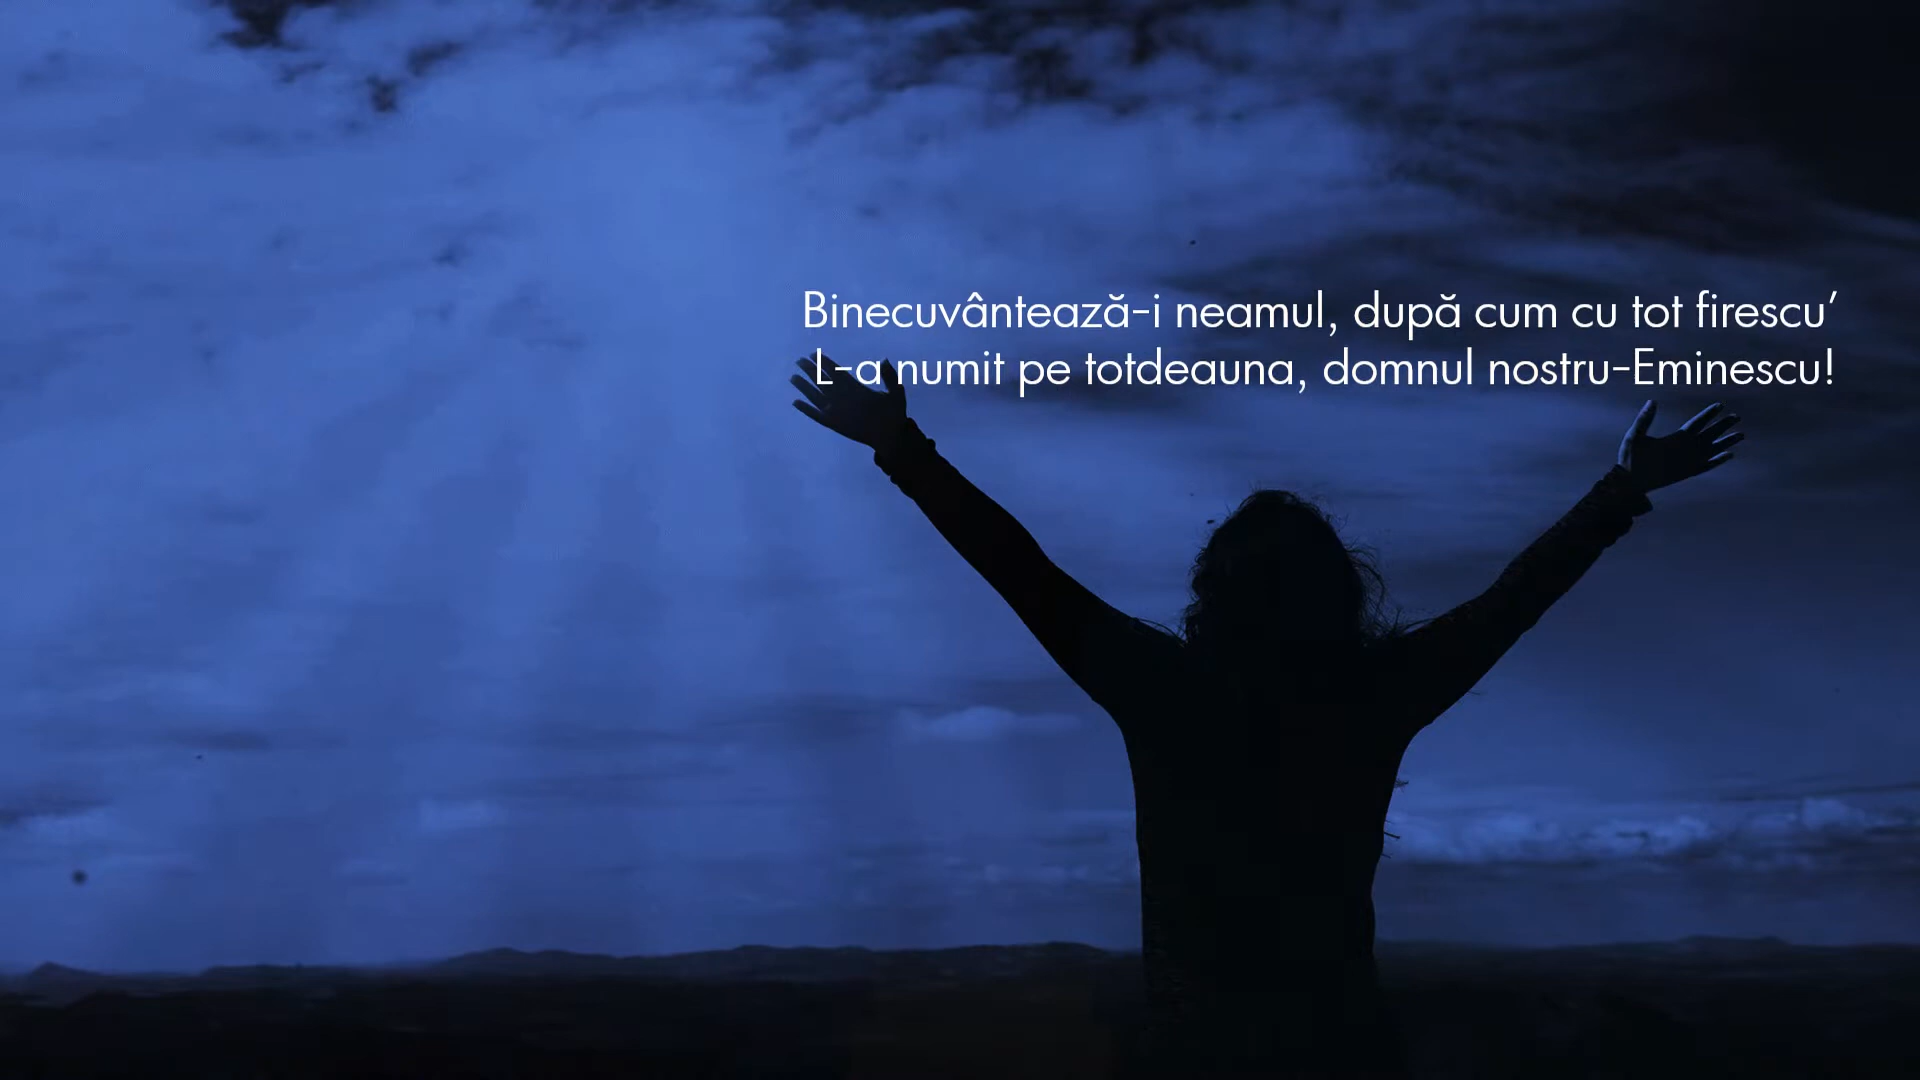 Binecuvântează-i neamul, după cum cu tot firescu’
L-a numit pe totdeauna, domnul nostru-Eminescu!